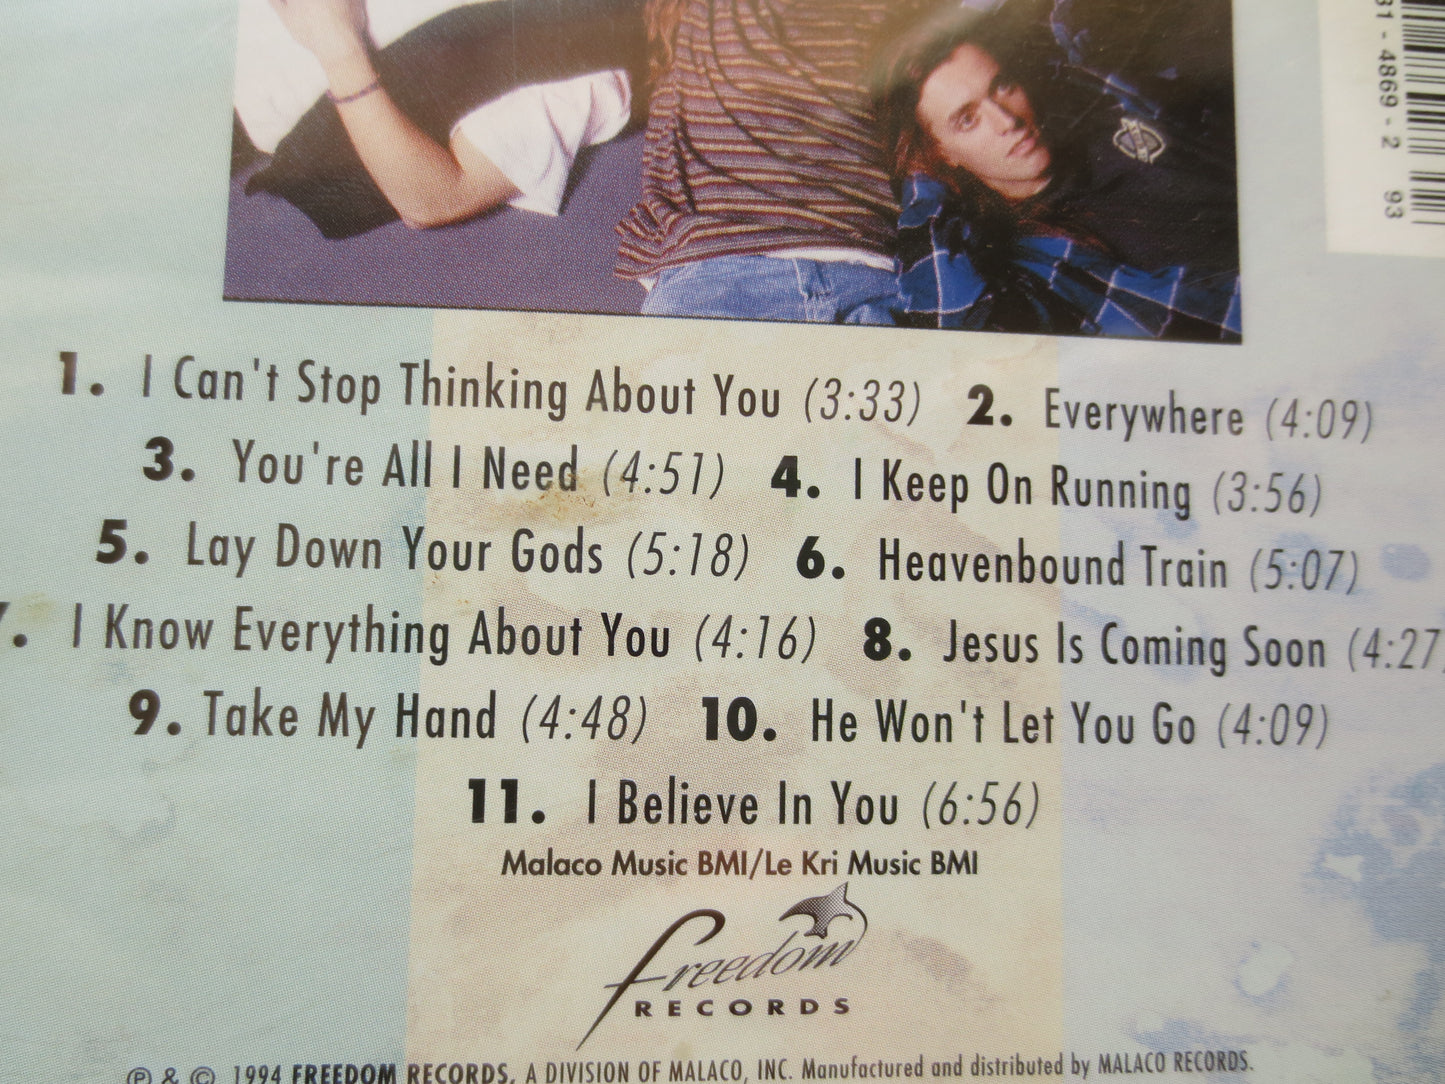 31 - 4869 - 2 93
1. I Can't Stop Thinking About You (3:33) 2. Everywhere (4:09)
3. You're All I Need (4:51) 4. I Keep On Running (3:56)
5. Lay Down Your Gods (5:18) 6. Heavenbound Train (5:07)
. I Know Everything About You (4:16) 8. Jesus Is Coming Soon (4:27)
9. Take My Hand (4:48) 10. He Won't Let You Go (4:09)
11. I Believe In You (6:56)
Malaco Music BMI/Le Kri Music BMI
Freedom
RECORDS
℗ & © 1994 FREEDOM RECORDS, A DIVISION OF MALACO, INC. Manufactured and distributed by MALACO RECORDS.